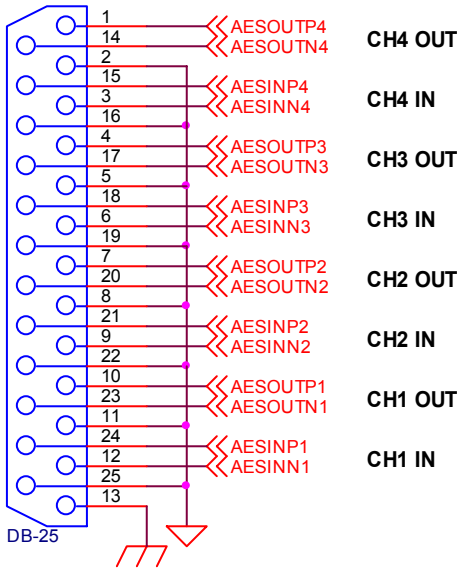 1 AESOUTP4
14 AESOUTN4 CH4 OUT
2
15 AESINP4
3 AESINN4 CH4 IN
16
4 AESOUTP3
17 AESOUTN3 CH3 OUT
5
18 AESINP3
6 AESINN3 CH3 IN
19
7 AESOUTP2
20 AESOUTN2 CH2 OUT
8
21 AESINP2
9 AESINN2 CH2 IN
22
10 AESOUTP1
23 AESOUTN1 CH1 OUT
11
24 AESINP1
12 AESINN1 CH1 IN
25
13
DB-25